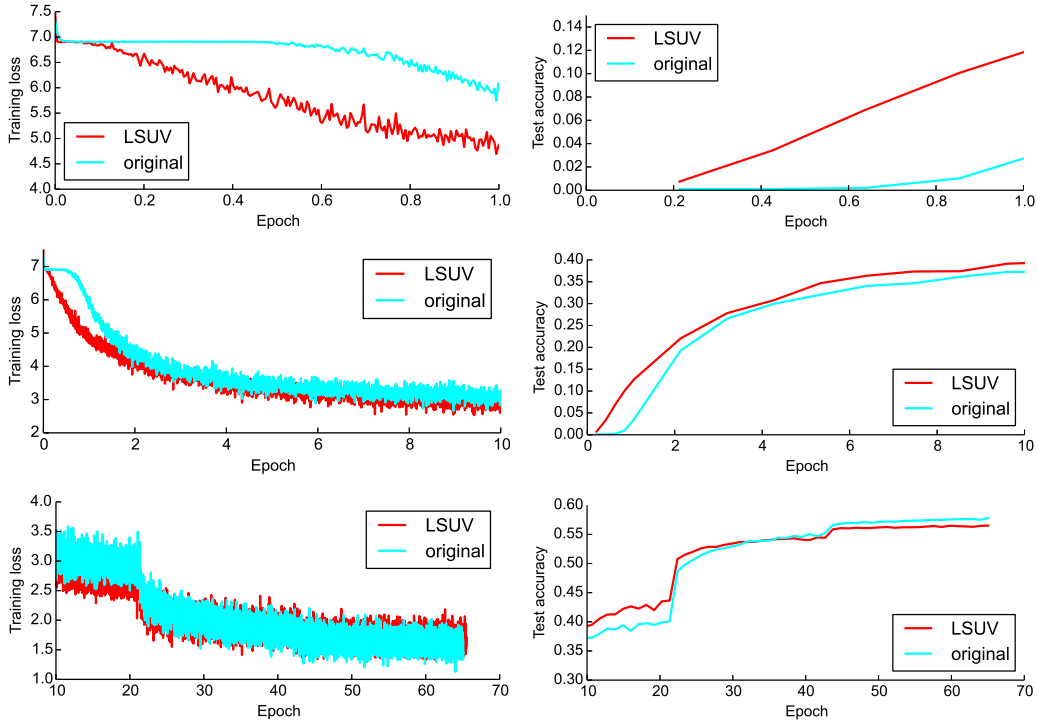 7.5
7.0
6.5
6.0
5.5
5.0
4.5
4.0
Training loss
LSUV
original
0.0 0.2 0.4 0.6 0.8 1.0
Epoch
0.14
0.12
0.10
0.08
0.06
0.04
0.02
0.00
Test accuracy
LSUV
original
0.0 0.2 0.4 0.6 0.8 1.0
Epoch
7
6
5
4
3
2
Training loss
LSUV
original
0 2 4 6 8 10
Epoch
0.40
0.35
0.30
0.25
0.20
0.15
0.10
0.05
0.00
Test accuracy
LSUV
original
0 2 4 6 8 10
Epoch
4.0
3.5
3.0
2.5
2.0
1.5
1.0
Training loss
LSUV
original
10 20 30 40 50 60 70
Epoch
0.60
0.55
0.50
0.45
0.40
0.35
0.30
Test accuracy
LSUV
original
10 20 30 40 50 60 70
Epoch